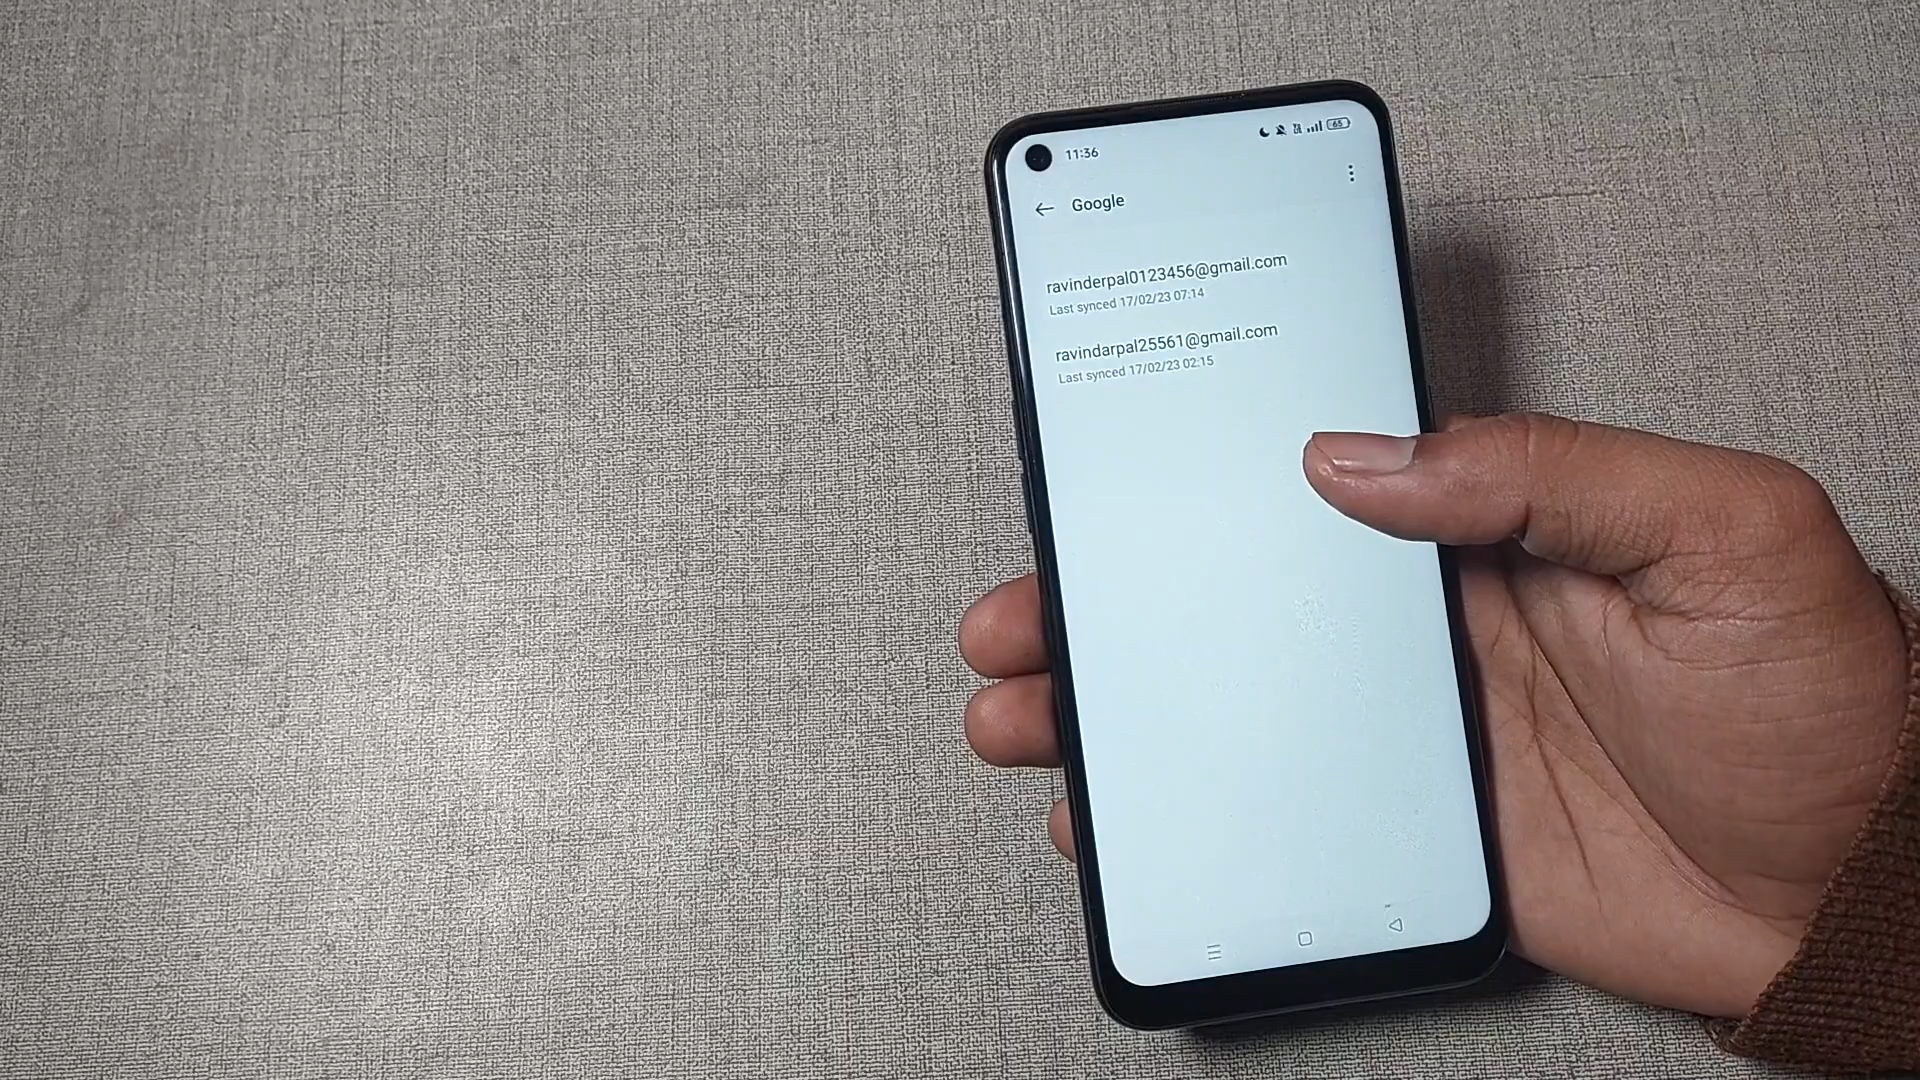 11:36
65
Google
ravinderpal0123456@gmail.com
Last synced 17/02/23 07:14
ravindarpal25561@gmail.com
Last synced 17/02/23 02:15